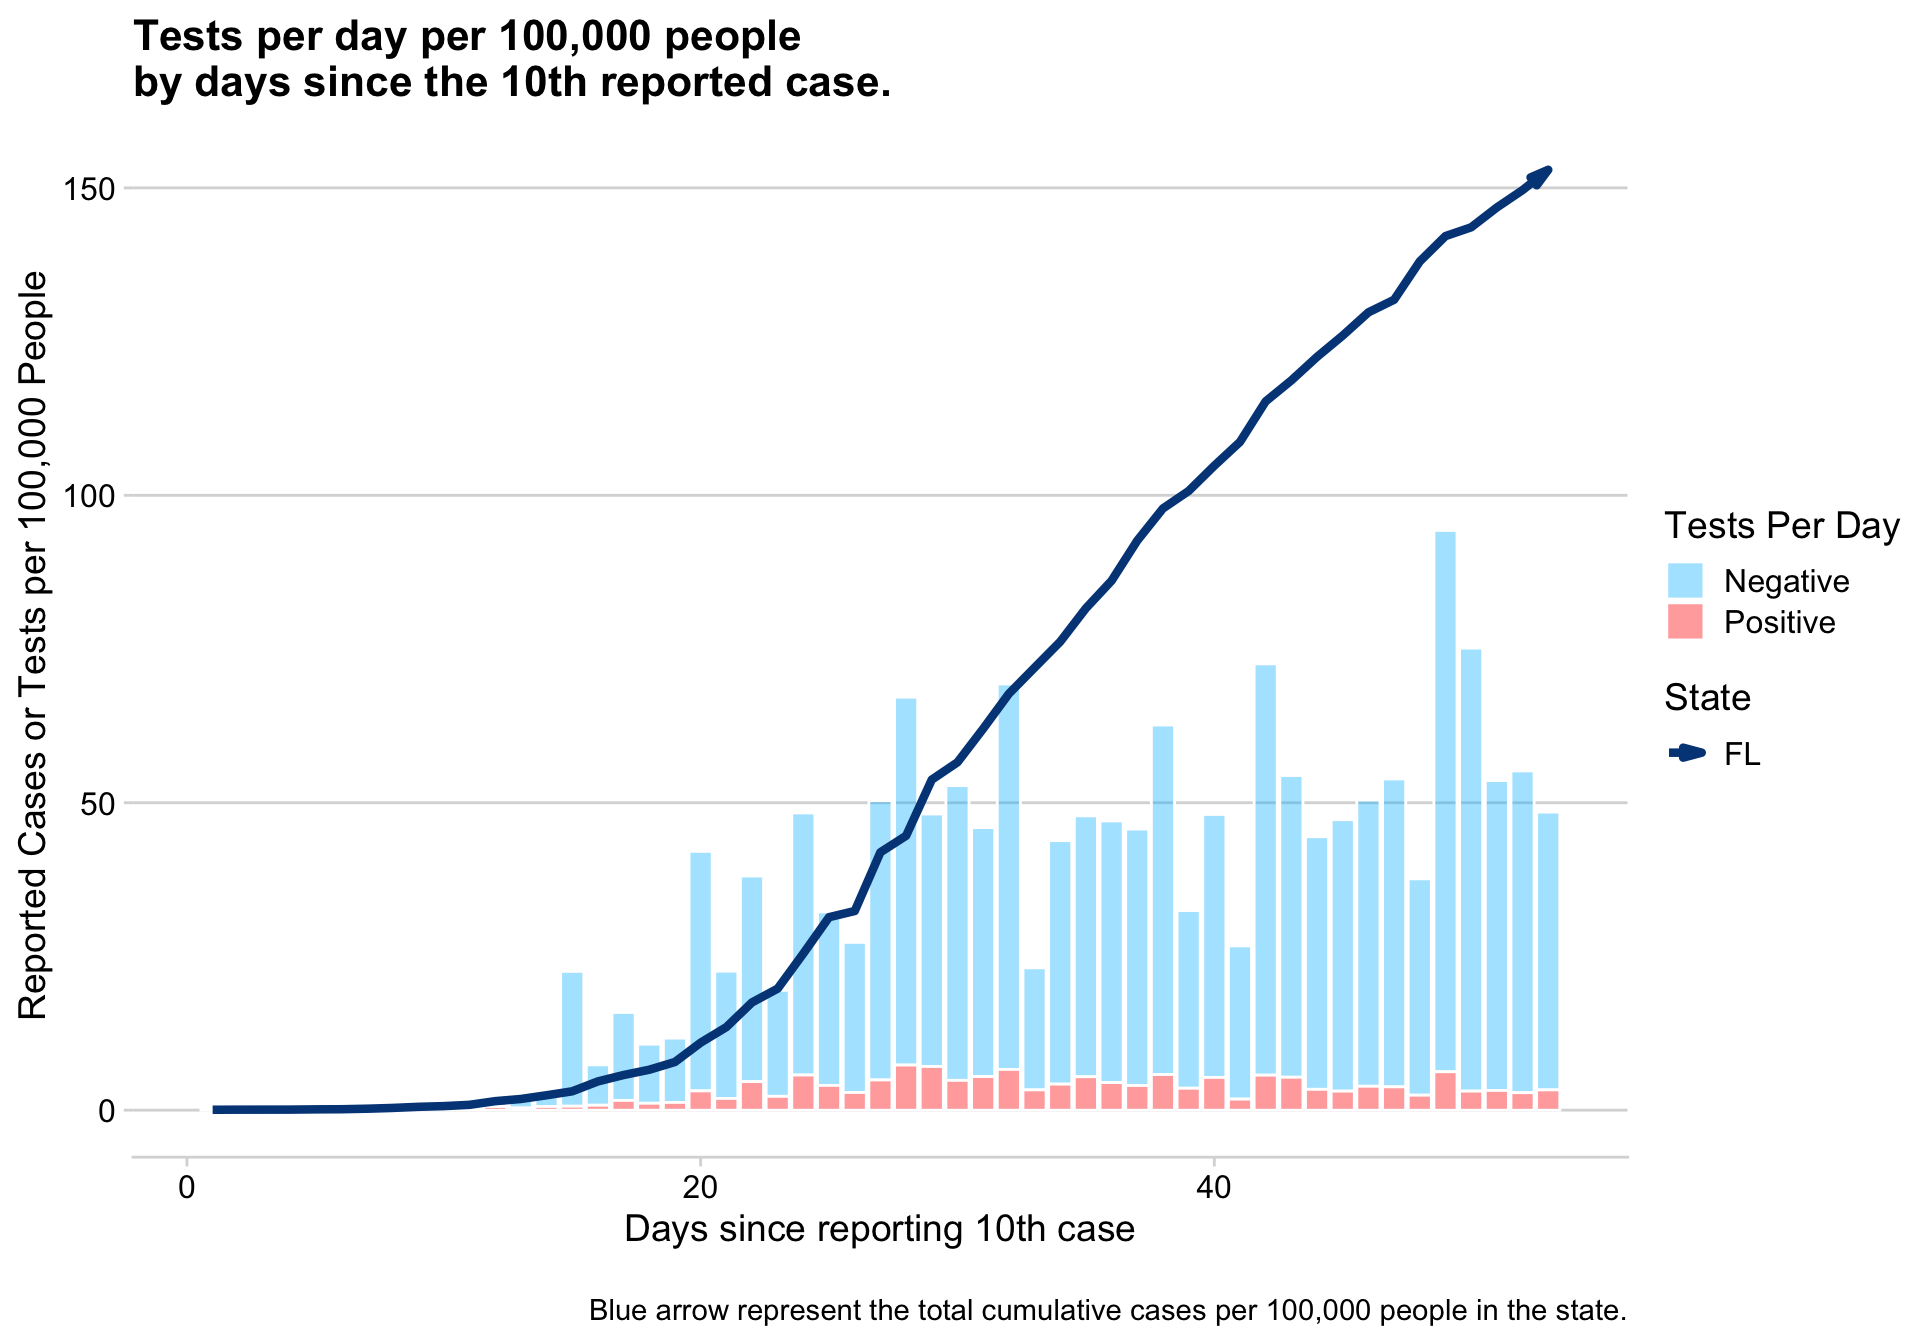 Tests per day per 100,000 people
by days since the 10th reported case.
Reported Cases or Tests per 100,000 People
150
100
50
0
0
20
40
Days since reporting 10th case
Tests Per Day
Negative
Positive
State
FL
Blue arrow represent the total cumulative cases per 100,000 people in the state.